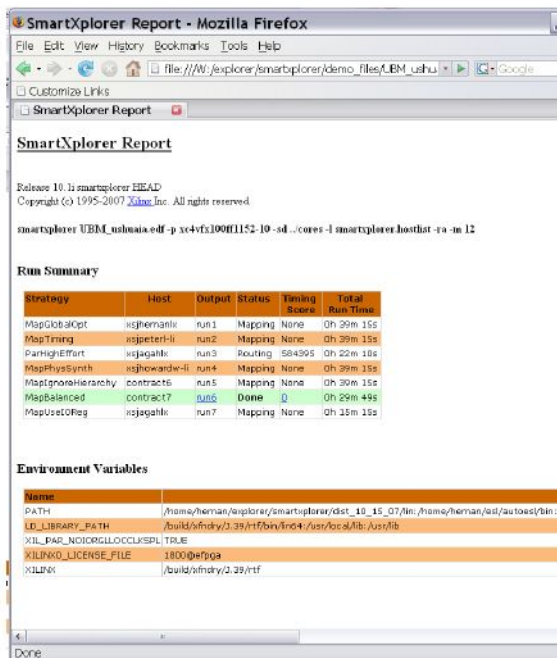 SmartXplorer Report - Mozilla Firefox
File Edit View History Bookmarks Tools Help
file:///W:/explorer/smartxplorer/demo_files/UBM_ushu
Google
Customize Links
SmartXplorer Report
SmartXplorer Report
Release 10. li smartxplorer HEAD
Copyright (c) 1995-2007 Xilinx Inc. All rights reserved.
smartxplorer UBM_ushuaia.edf -p xc4vfx100ff1152-10 -sd ../cores -l smartxplorer.hostlist -ra -m 12
Run Summary
Strategy Host Output Status Timing Score Total Run Time
MapGlobalOpt xsjhemanlx run1 Mapping None 0h 39m 15s
MapTiming xsjpeterl-li run2 Mapping None 0h 39m 15s
ParHighEffort xsjagahlx run3 Routing 584395 0h 22m 18s
MapPhysSynth xsjhowardw-li run4 Mapping None 0h 39m 15s
MapIgnoreHierarchy contract6 run5 Mapping None 0h 39m 15s
MapBalanced contract7 run6 Done 0 0h 29m 49s
MapUseIOReg xsjagahlx run7 Mapping None 0h 15m 15s
Environment Variables
Name
PATH /home/heman/explorer/smartxplorer/dist_10_15_07/lin:/home/heman/esl/autoesl/bin:
LD_LIBRARY_PATH /build/xfndry/J.39/rtf/bin/lin64:/usr/local/lib:/usr/lib
XIL_PAR_NOIORGLLOCCLKSPL TRUE
XILINXD_LICENSE_FILE 1800@efpga
XILINX /build/xfndry/J.39/rtf
Done